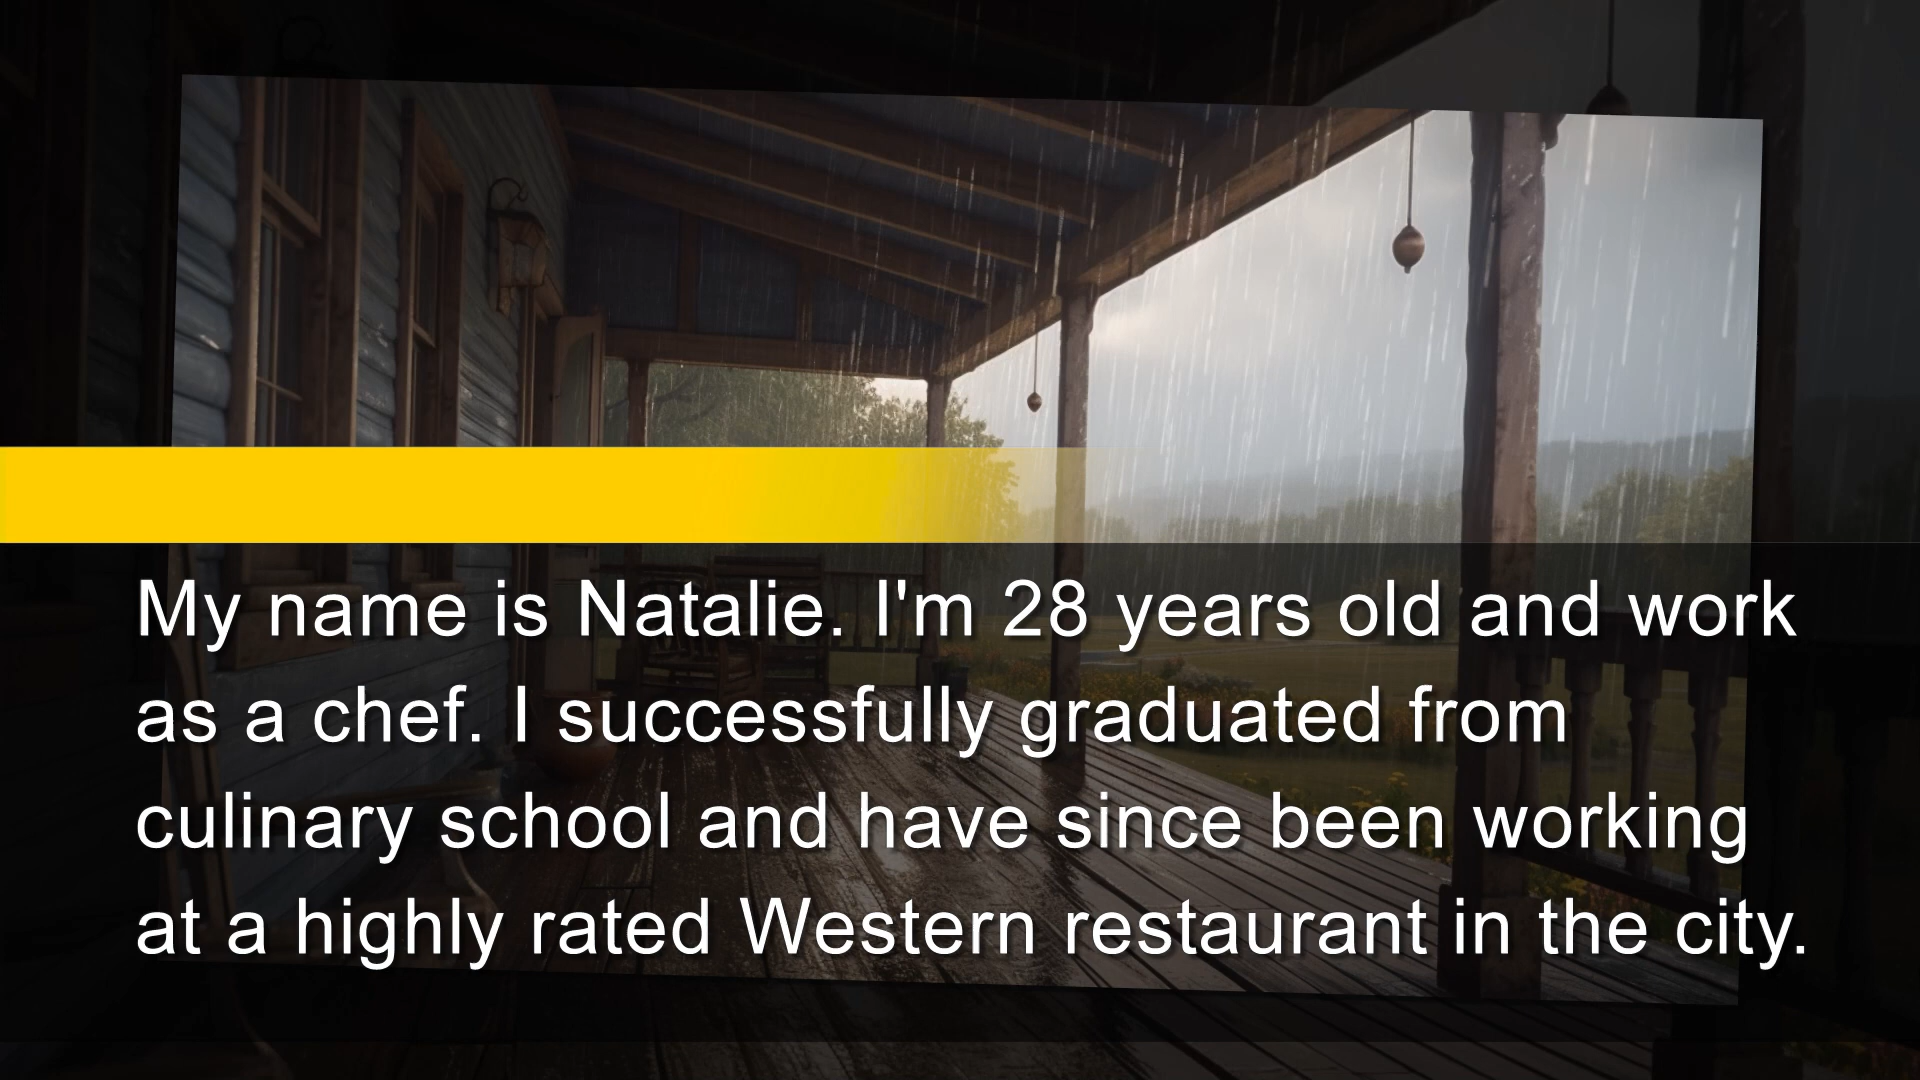 My name is Natalie. I'm 28 years old and work
as a chef. I successfully graduated from
culinary school and have since been working
at a highly rated Western restaurant in the city.